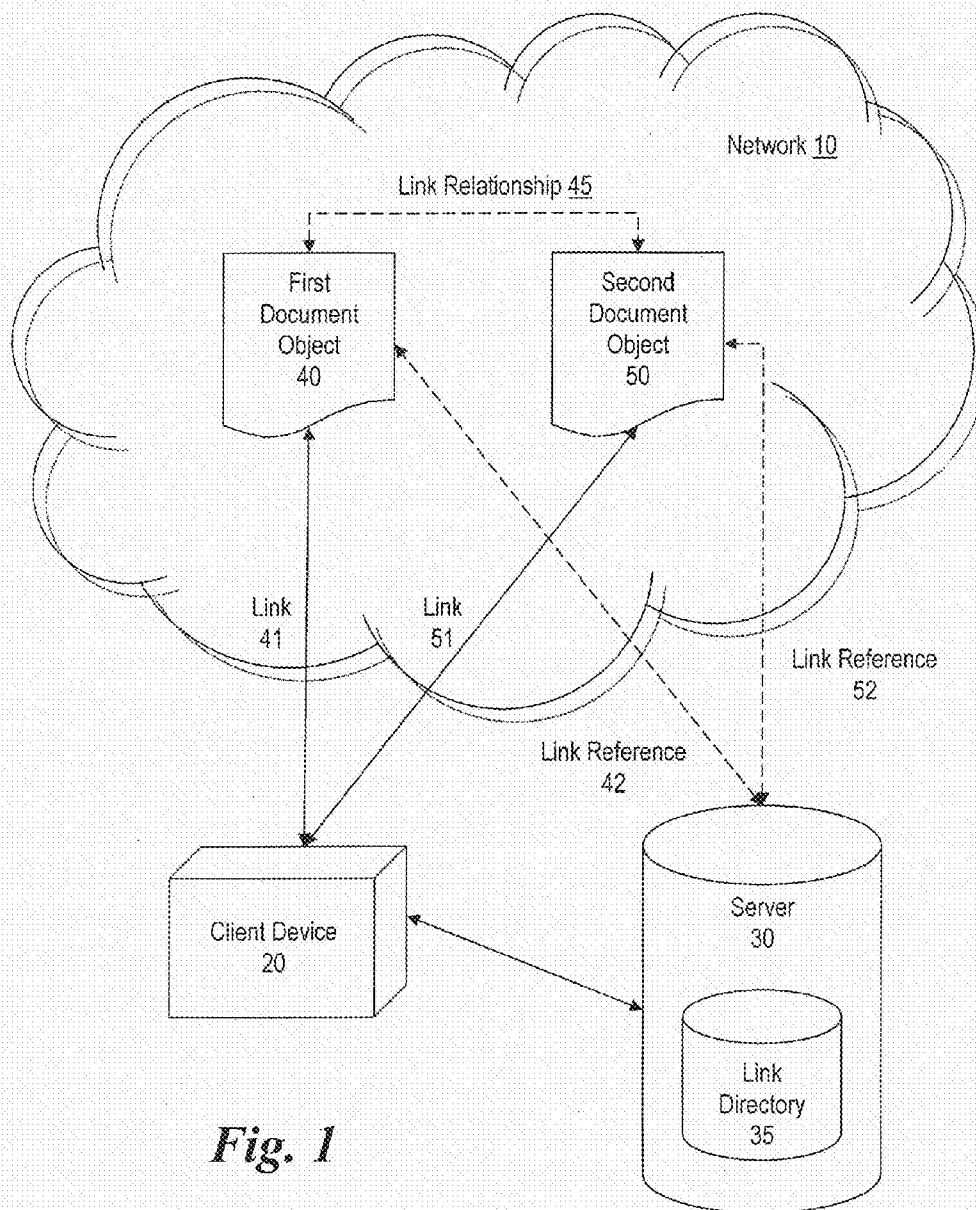 Network 10
Link Relationship 45
First
Document
Object
40
Second
Document
Object
50
Link
41
Link
51
Link Reference
52
Link Reference
42
Client Device
20
Server
30
Link
Directory
35
Fig. 1